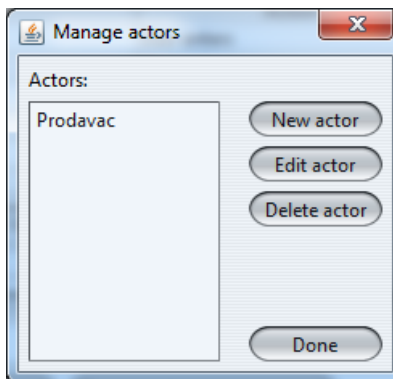 Manage actors
Actors:
Prodavac
New actor
Edit actor
Delete actor
Done